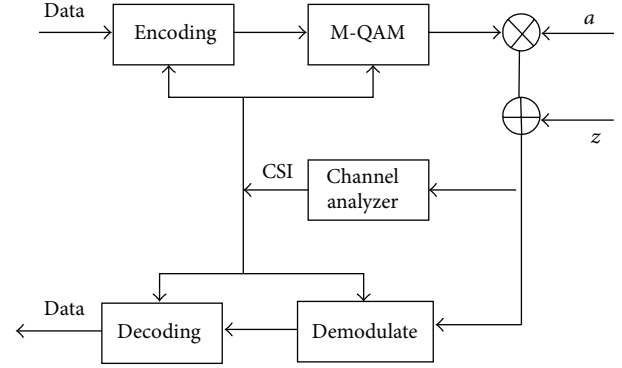 Data
Encoding
M-QAM
a
z
CSI
Channel
analyzer
Data
Decoding
Demodulate